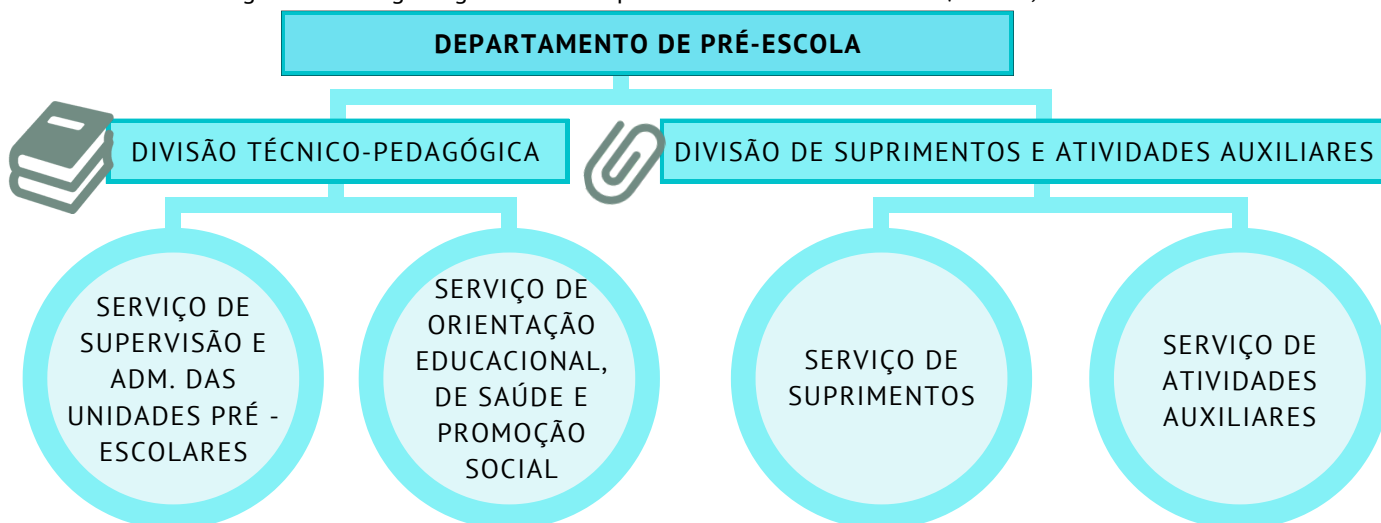 DEPARTAMENTO DE PRÉ-ESCOLA
DIVISÃO TÉCNICO-PEDAGÓGICA
DIVISÃO DE SUPRIMENTOS E ATIVIDADES AUXILIARES
SERVIÇO DE
SUPERVISÃO E
ADM. DAS
UNIDADES PRÉ -
ESCOLARES
SERVIÇO DE
ORIENTAÇÃO
EDUCACIONAL,
DE SAÚDE E
PROMOÇÃO
SOCIAL
SERVIÇO DE
SUPRIMENTOS
SERVIÇO DE
ATIVIDADES
AUXILIARES